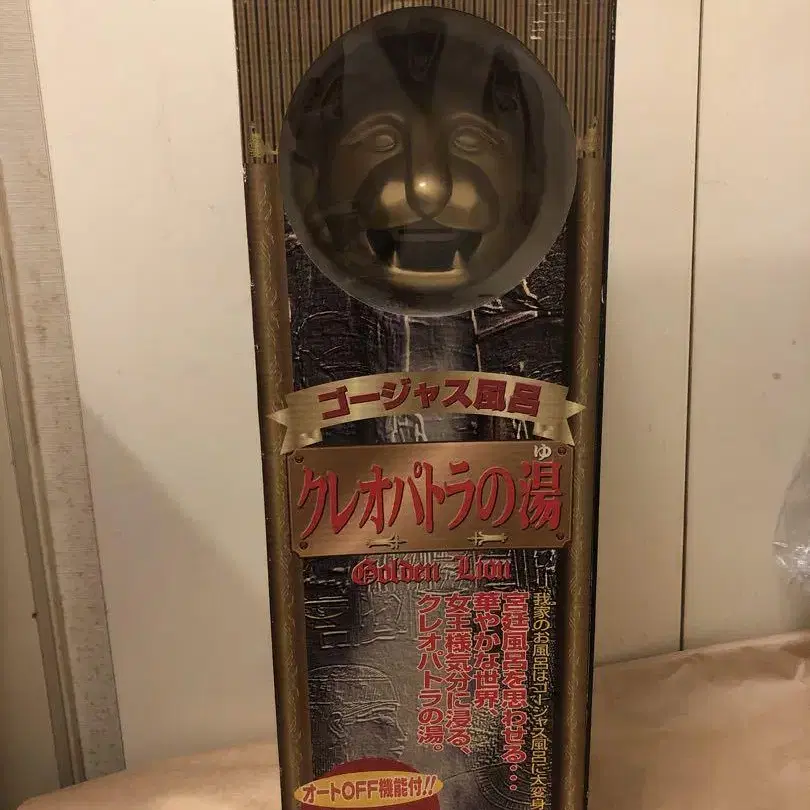 ゴージャス風呂
ゆ
クレオパトラの湯
Golden Lion
我家のお風呂はゴージャス風呂に大変身
宮廷風呂を思わせる・・・
華やかな世界、
女王様気分に浸る、
クレオパトラの湯。
オートOFF機能付!!